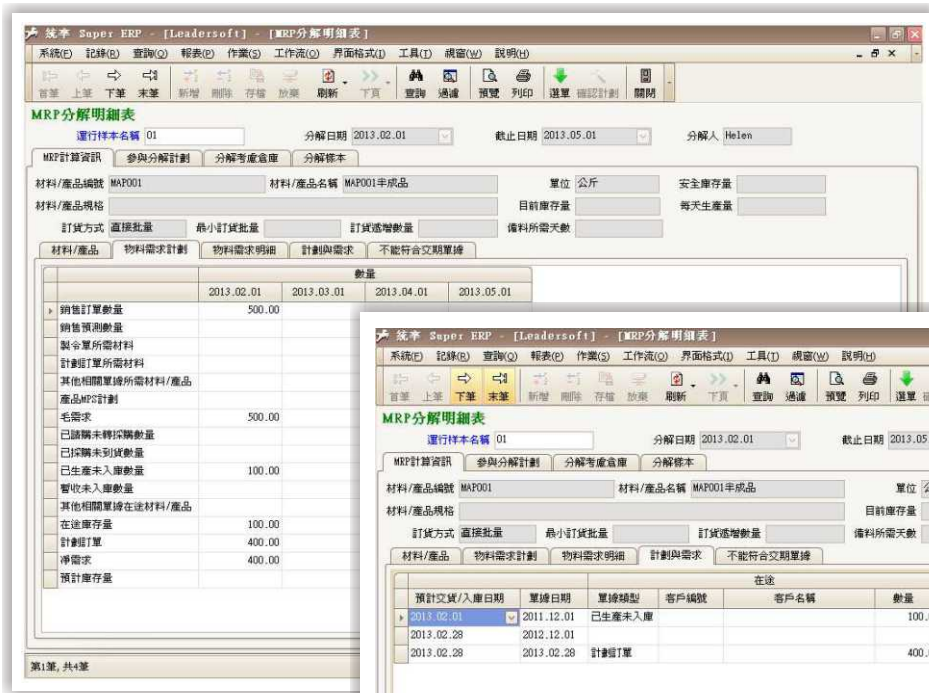 統率 Super ERP - [Leadersoft] - [MRP分解明細表]
系統(F) 記錄(R) 查詢(Q) 報表(P) 作業(S) 工作流(O) 界面格式(I) 工具(T) 視窗(W) 說明(H)
首筆 上筆 下筆 末筆 新增 刪除 存檔 放棄 刷新 下頁 查詢 過濾 預覽 列印 選單 確認計劃 關閉
MRP分解明細表
運行樣本名稱 01 分解日期 2013.02.01 截止日期 2013.05.01 分解人 Helen
MRP計算資訊 參與分解計劃 分解考慮倉庫 分解樣本
材料/產品編號 MAP001 材料/產品名稱 MAP001半成品 單位 公斤 安全庫存量
材料/產品規格 目前庫存量 每天生產量
訂貨方式 直接批量 最小訂貨批量 訂貨遞增數量 備料所需天數
材料/產品 物料需求計劃 物料需求明細 計劃與需求 不能符合交期單據
數量
2013.02.01 2013.03.01 2013.04.01 2013.05.01
銷售訂單數量 500.00
銷售預測數量
製令單所需材料
計劃訂單所需材料
其他相關單據所需材料/產品
產品MPS計劃
毛需求 500.00
已請購未轉採購數量
已採購未到貨數量
已生產未入庫數量 100.00
暫收未入庫數量
其他相關單據在途材料/產品
在途庫存量 100.00
計劃訂單 400.00
凈需求 400.00
預計庫存量
第1筆, 共4筆
統率 Super ERP - [Leadersoft] - [MRP分解明細表]
系統(F) 記錄(R) 查詢(Q) 報表(P) 作業(S) 工作流(O) 界面格式(I) 工具(T) 視窗(W) 說明(H)
首筆 上筆 下筆 末筆 新增 刪除 存檔 放棄 刷新 下頁 查詢 過濾 預覽 列印 選單
MRP分解明細表
運行樣本名稱 01 分解日期 2013.02.01 截止日期 2013.05
MRP計算資訊 參與分解計劃 分解考慮倉庫 分解樣本
材料/產品編號 MAP001 材料/產品名稱 MAP001半成品 單位
材料/產品規格 目前庫存量
訂貨方式 直接批量 最小訂貨批量 訂貨遞增數量 備料所需天數
材料/產品 物料需求計劃 物料需求明細 計劃與需求 不能符合交期單據
在途
預計交貨/入庫日期 單據日期 單據類型 客戶編號 客戶名稱 數量
2013.02.01 2011.12.01 已生產未入庫 100.
2013.02.28 2012.12.01
2013.02.28 2013.02.28 計劃訂單 400.